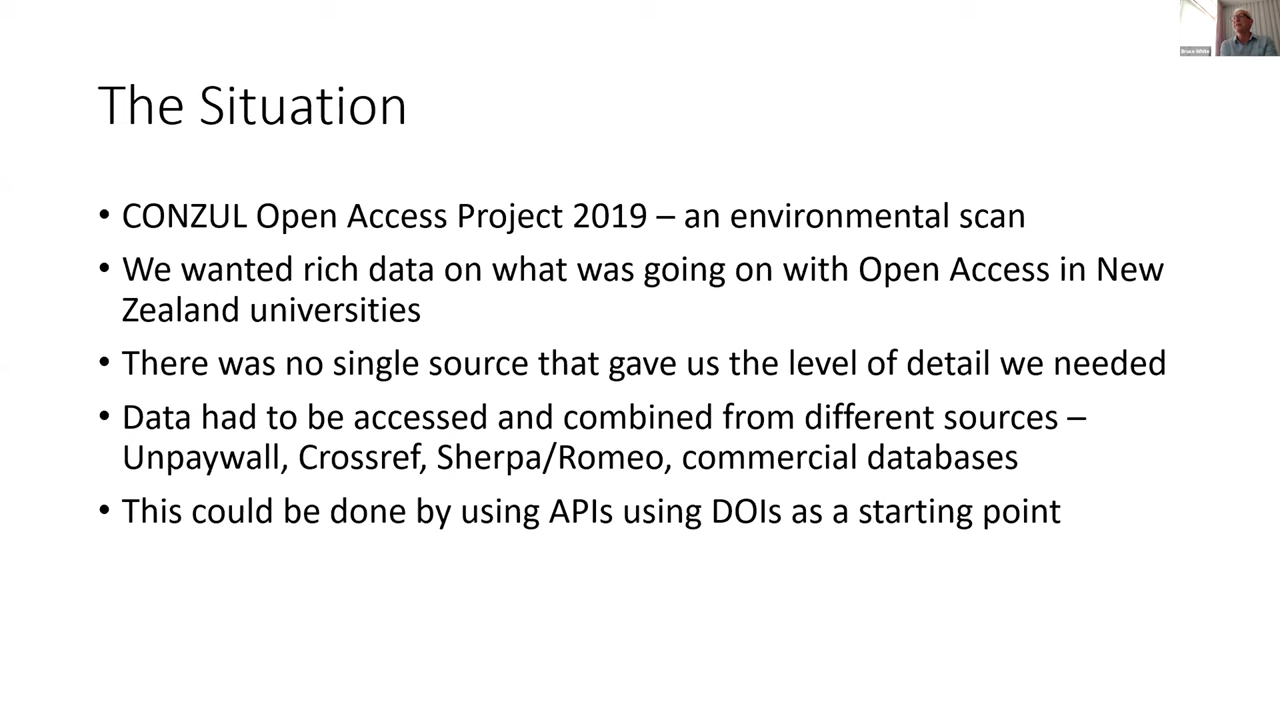 Bruce White
The Situation
• CONZUL Open Access Project 2019 – an environmental scan
• We wanted rich data on what was going on with Open Access in New
Zealand universities
• There was no single source that gave us the level of detail we needed
• Data had to be accessed and combined from different sources –
Unpaywall, Crossref, Sherpa/Romeo, commercial databases
• This could be done by using APIs using DOIs as a starting point